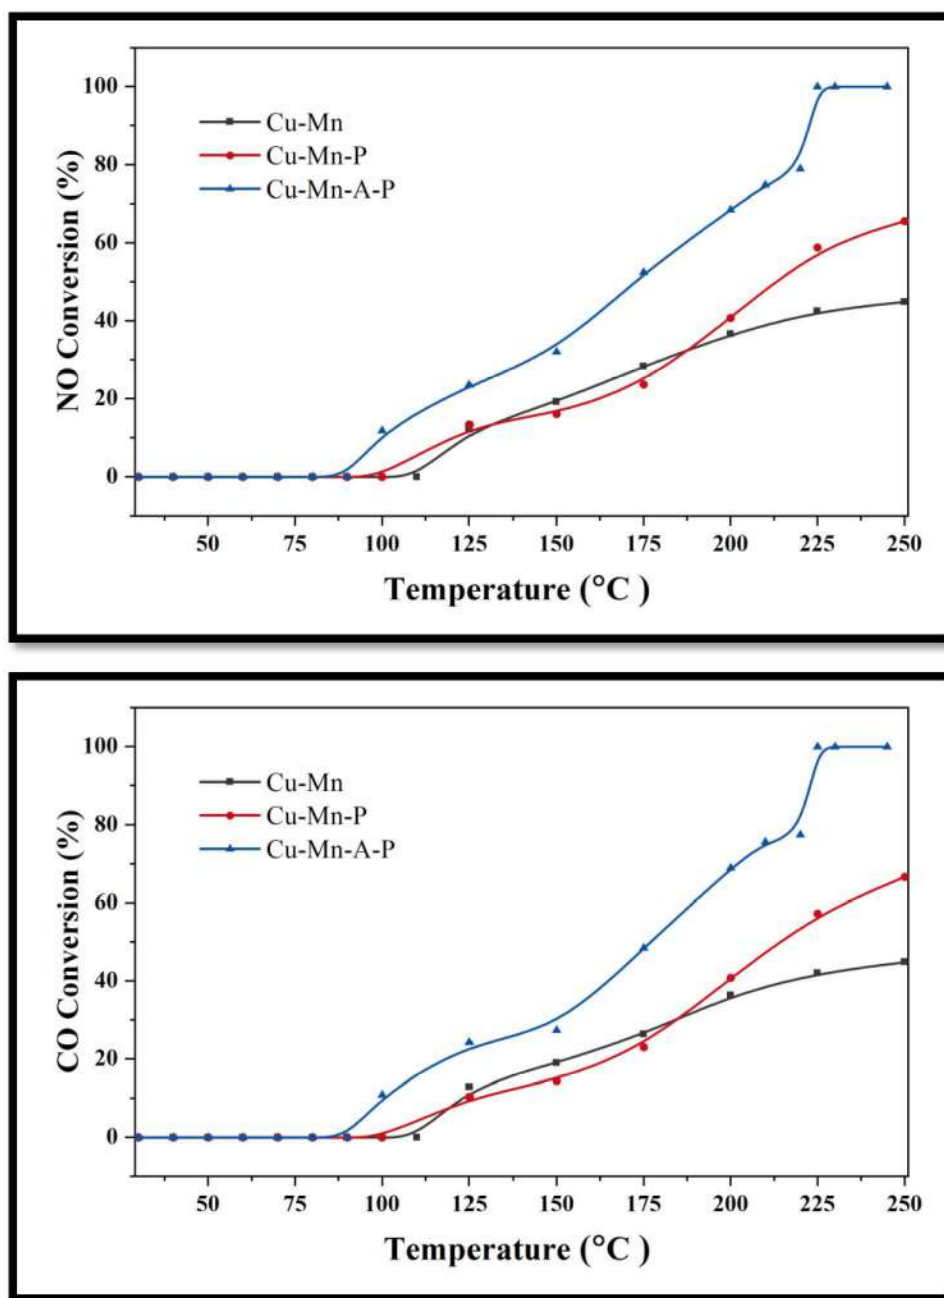 100
80
60
40
20
0
NO Conversion (%)
Cu-Mn
Cu-Mn-P
Cu-Mn-A-P
50 75 100 125 150 175 200 225 250
Temperature (°C )
100
80
60
40
20
0
CO Conversion (%)
Cu-Mn
Cu-Mn-P
Cu-Mn-A-P
50 75 100 125 150 175 200 225 250
Temperature (°C )